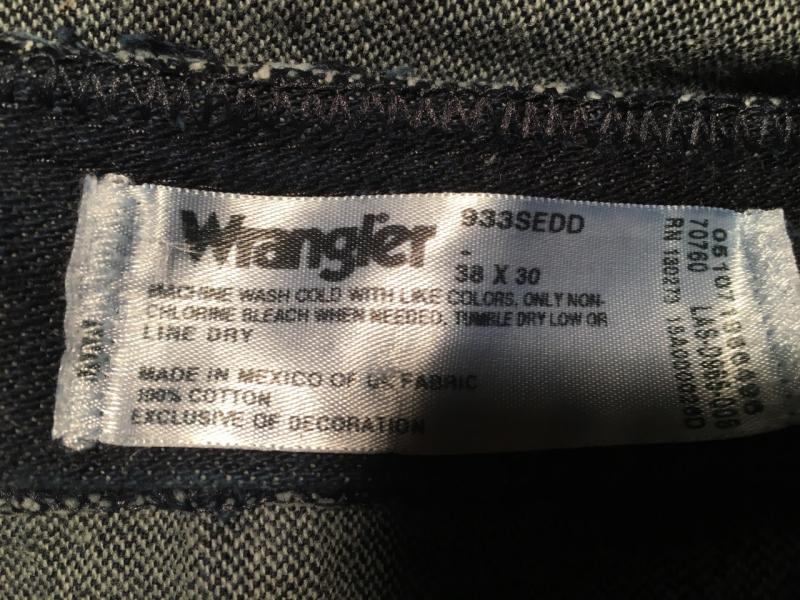 Wrangler
933SEDD
-
38 X 30
MACHINE WASH COLD WITH LIKE COLORS, ONLY NON-
CHLORINE BLEACH WHEN NEEDED, TUMBLE DRY LOW OR
LINE DRY
MADE IN MEXICO OF US FABRIC
100% COTTON
EXCLUSIVE OF DECORATION
70760
RN 130273